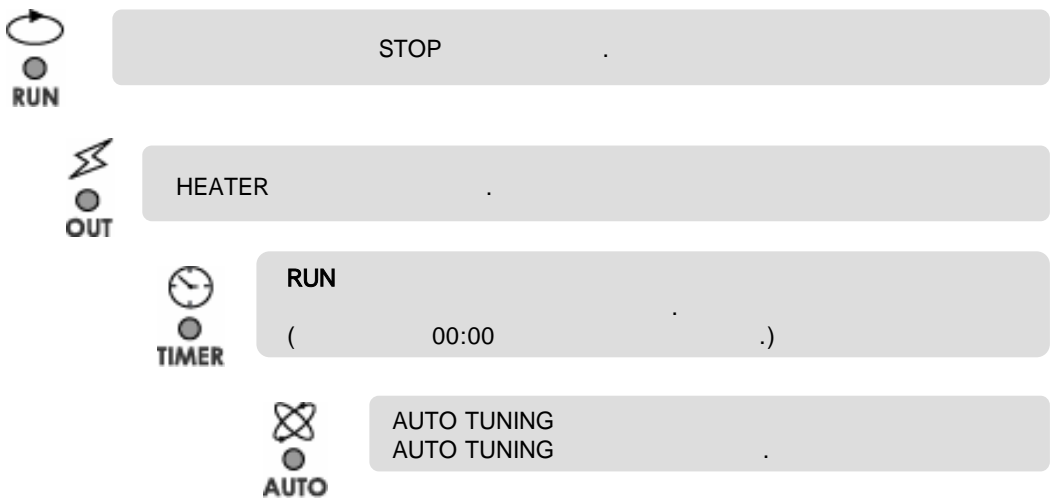 STOP .
RUN
HEATER .
OUT
RUN
.
( 00:00 .)
TIMER
AUTO TUNING
AUTO TUNING .
AUTO